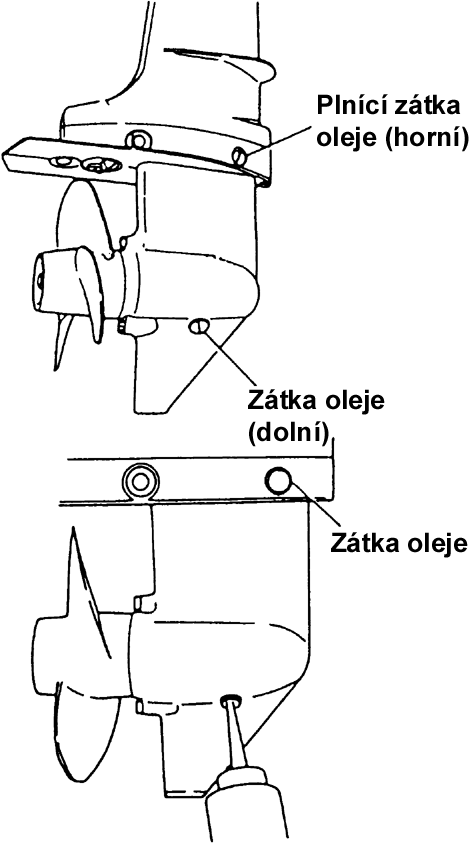 Plnící zátka
oleje (horní)
Zátka oleje
(dolní)
Zátka oleje